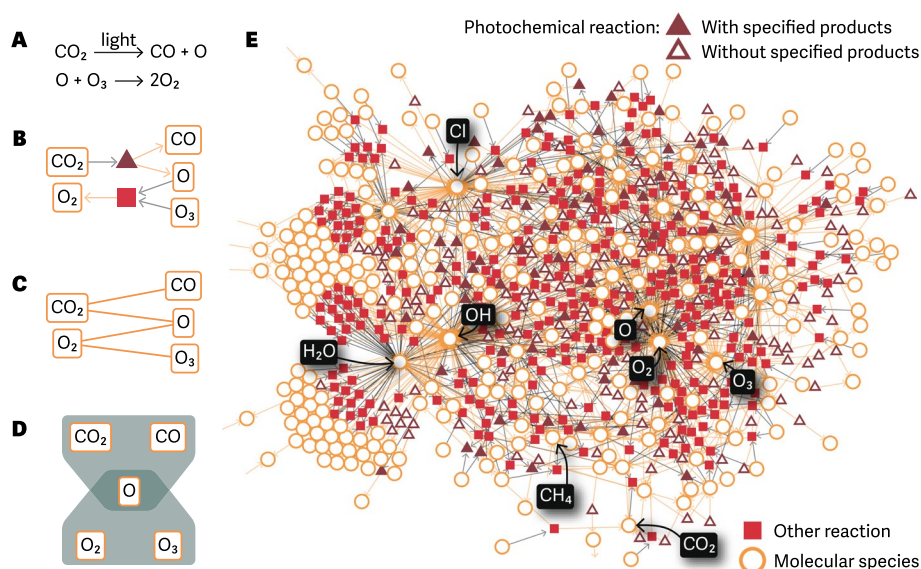 A
CO₂ light CO + O
O + O₃ 2O₂
B
CO₂
CO
O
O₂
O₃
C
CO₂
CO
O
O₂
O₃
D
CO₂ CO
O
O₂ O₃
E
Photochemical reaction: With specified products
Without specified products
Cl
OH
H₂O
O
O₂
O₃
CH₄
CO₂
Other reaction
Molecular species